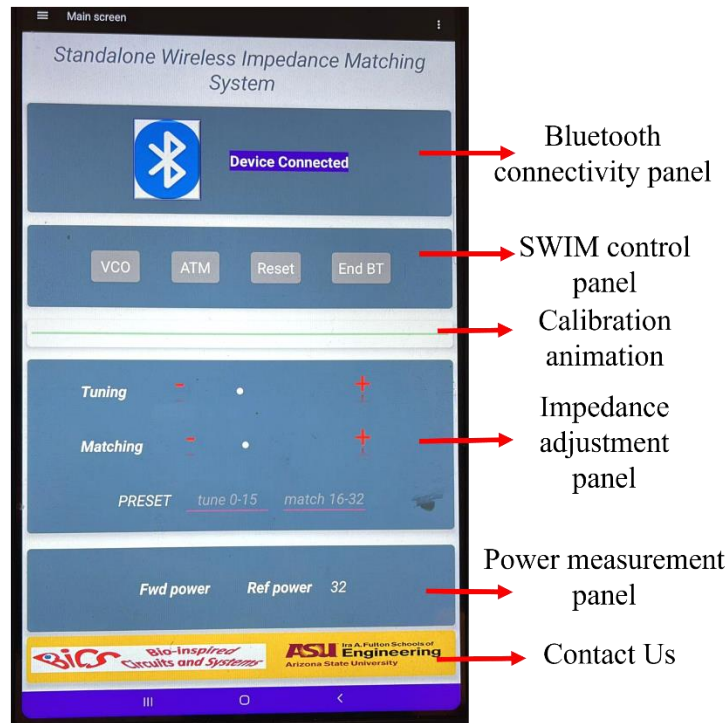 Main screen
Standalone Wireless Impedance Matching
System
Device Connected
Bluetooth
connectivity panel
VCO ATM Reset End BT
SWIM control
panel
Calibration
animation
Tuning - +
Matching - +
PRESET tune 0-15 match 16-32
Impedance
adjustment
panel
Fwd power Ref power 32
Power measurement
panel
BiCS Bio-inspired
Circuits and Systems
ASU Ira A. Fulton Schools of
Engineering
Arizona State University
Contact Us